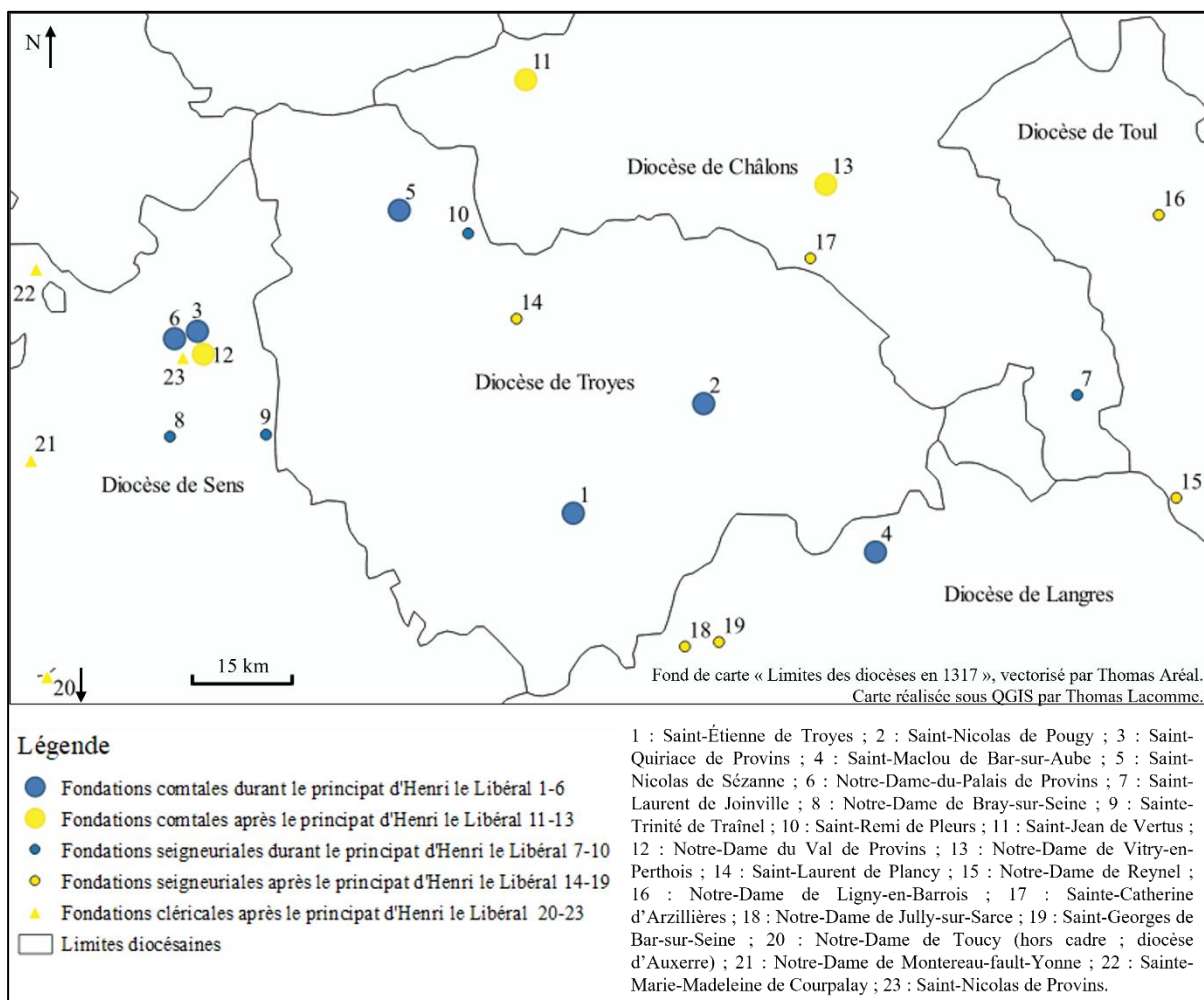 N
11
Diocèse de Toul
Diocèse de Châlons
13
5
16
10
17
22
14
6
3
12
23
Diocèse de Troyes
2
7
8
9
21
Diocèse de Sens
15
1
4
Diocèse de Langres
18
19
15 km
20
Fond de carte « Limites des diocèses en 1317 », vectorisé par Thomas Aréal.
Carte réalisée sous QGIS par Thomas Lacomme.
Légende
Fondations comtales durant le principat d'Henri le Libéral 1-6
Fondations comtales après le principat d'Henri le Libéral 11-13
Fondations seigneuriales durant le principat d'Henri le Libéral 7-10
Fondations seigneuriales après le principat d'Henri le Libéral 14-19
Fondations cléricales après le principat d'Henri le Libéral 20-23
Limites diocésaines
1 : Saint-Étienne de Troyes ; 2 : Saint-Nicolas de Pougy ; 3 : Saint-
Quiriace de Provins ; 4 : Saint-Maclou de Bar-sur-Aube ; 5 : Saint-
Nicolas de Sézanne ; 6 : Notre-Dame-du-Palais de Provins ; 7 : Saint-
Laurent de Joinville ; 8 : Notre-Dame de Bray-sur-Seine ; 9 : Sainte-
Trinité de Traînel ; 10 : Saint-Remi de Pleurs ; 11 : Saint-Jean de Vertus ;
12 : Notre-Dame du Val de Provins ; 13 : Notre-Dame de Vitry-en-
Perthois ; 14 : Saint-Laurent de Plancy ; 15 : Notre-Dame de Reynel ;
16 : Notre-Dame de Ligny-en-Barrois ; 17 : Sainte-Catherine
d'Arzillières ; 18 : Notre-Dame de Jully-sur-Sarce ; 19 : Saint-Georges de
Bar-sur-Seine ; 20 : Notre-Dame de Toucy (hors cadre ; diocèse
d'Auxerre) ; 21 : Notre-Dame de Montereau-fault-Yonne ; 22 : Sainte-
Marie-Madeleine de Courpalay ; 23 : Saint-Nicolas de Provins.